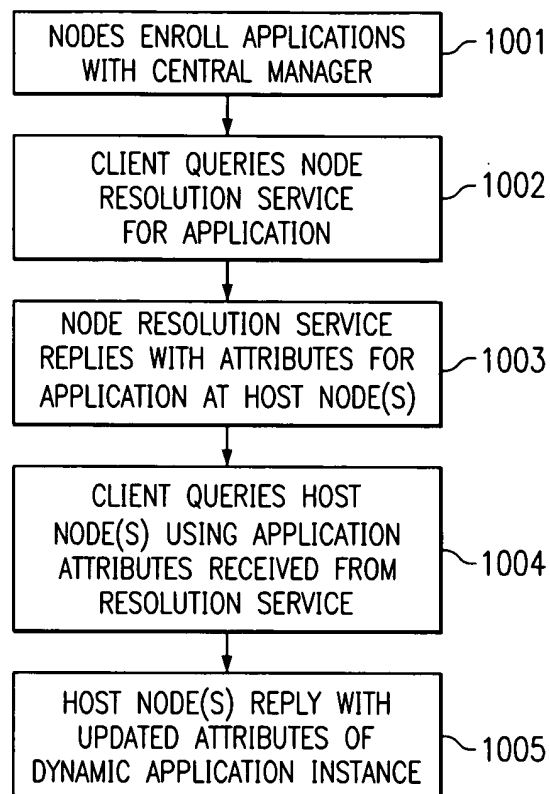 NODES ENROLL APPLICATIONS
WITH CENTRAL MANAGER
1001
CLIENT QUERIES NODE
RESOLUTION SERVICE
FOR APPLICATION
1002
NODE RESOLUTION SERVICE
REPLIES WITH ATTRIBUTES FOR
APPLICATION AT HOST NODE(S)
1003
CLIENT QUERIES HOST
NODE(S) USING APPLICATION
ATTRIBUTES RECEIVED FROM
RESOLUTION SERVICE
1004
HOST NODE(S) REPLY WITH
UPDATED ATTRIBUTES OF
DYNAMIC APPLICATION INSTANCE
1005